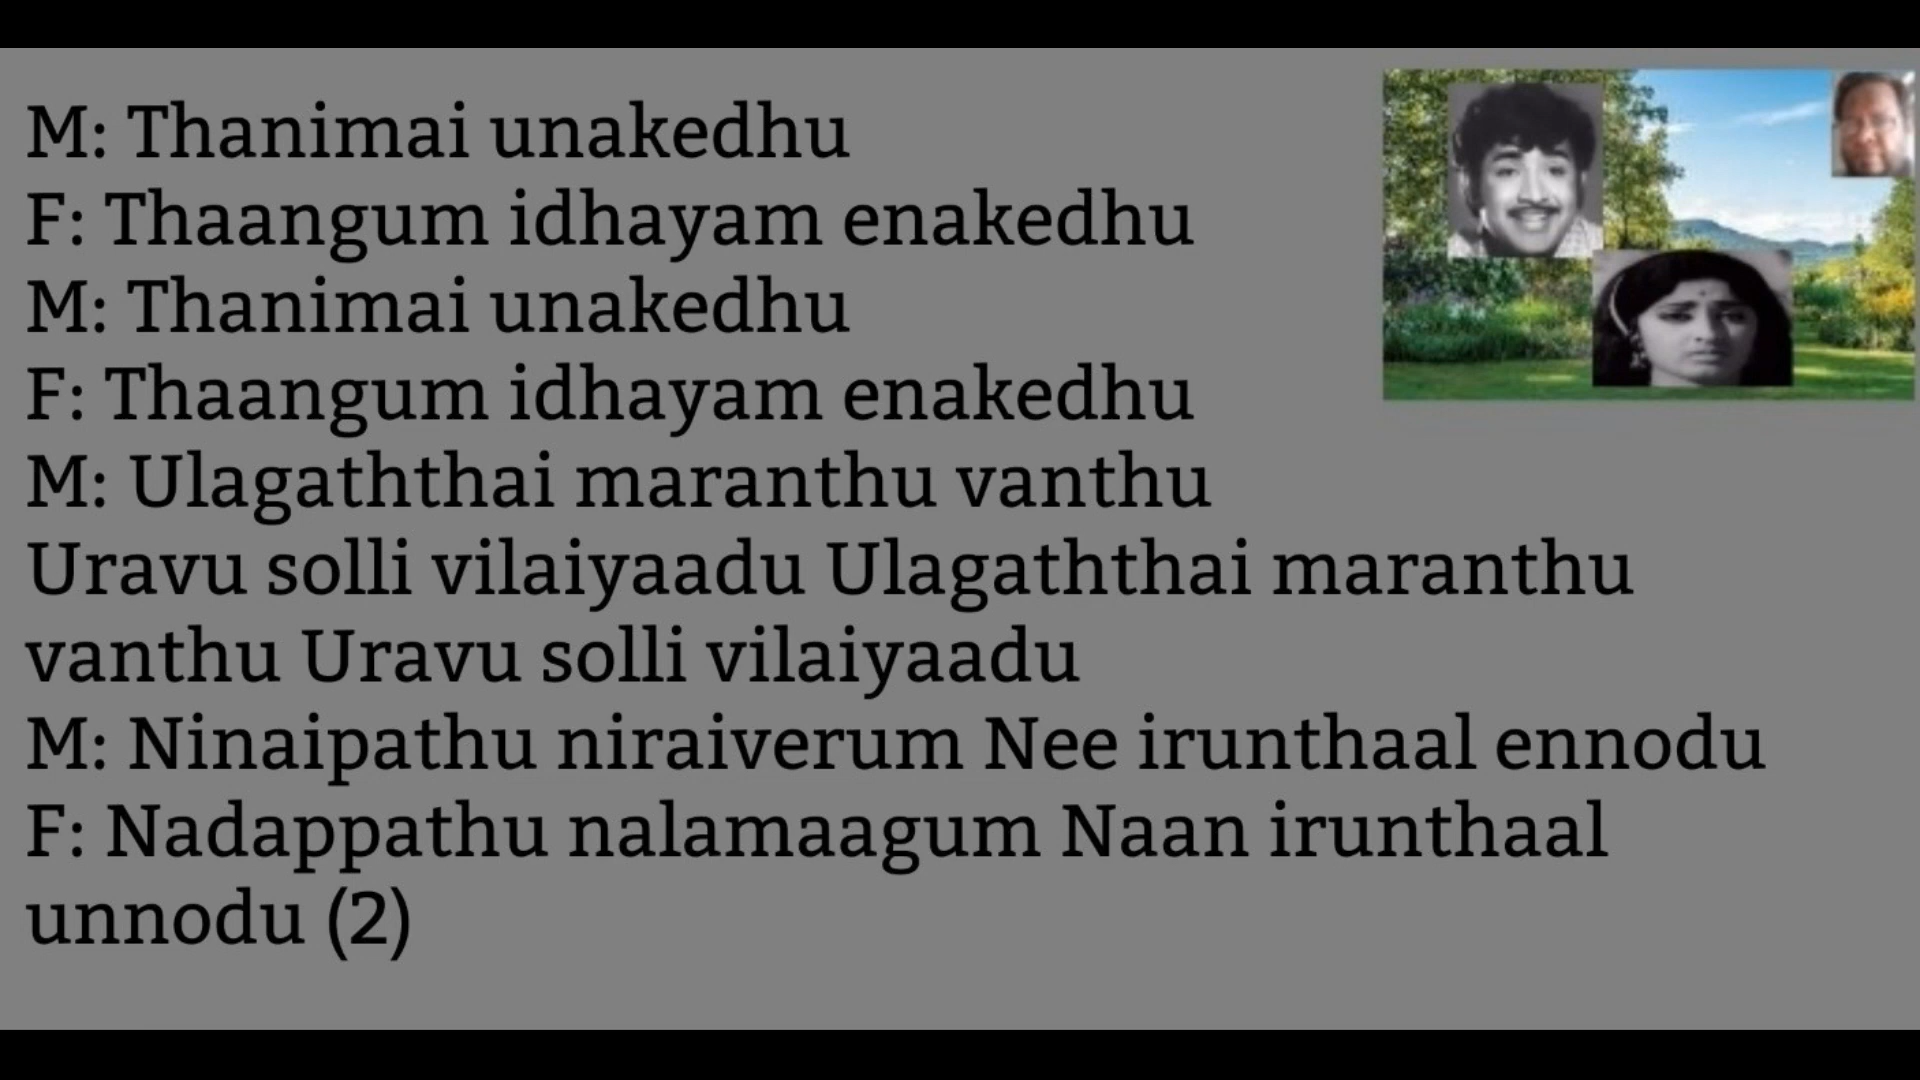 M: Thanimai unakedhu
F: Thaangum idhayam enakedhu
M: Thanimai unakedhu
F: Thaangum idhayam enakedhu
M: Ulagaththai maranthu vanthu
Uravu solli vilaiyaadu Ulagaththai maranthu
vanthu Uravu solli vilaiyaadu
M: Ninaipathu niraiverum Nee irunthaal ennodu
F: Nadappathu nalamaagum Naan irunthaal
unnodu (2)